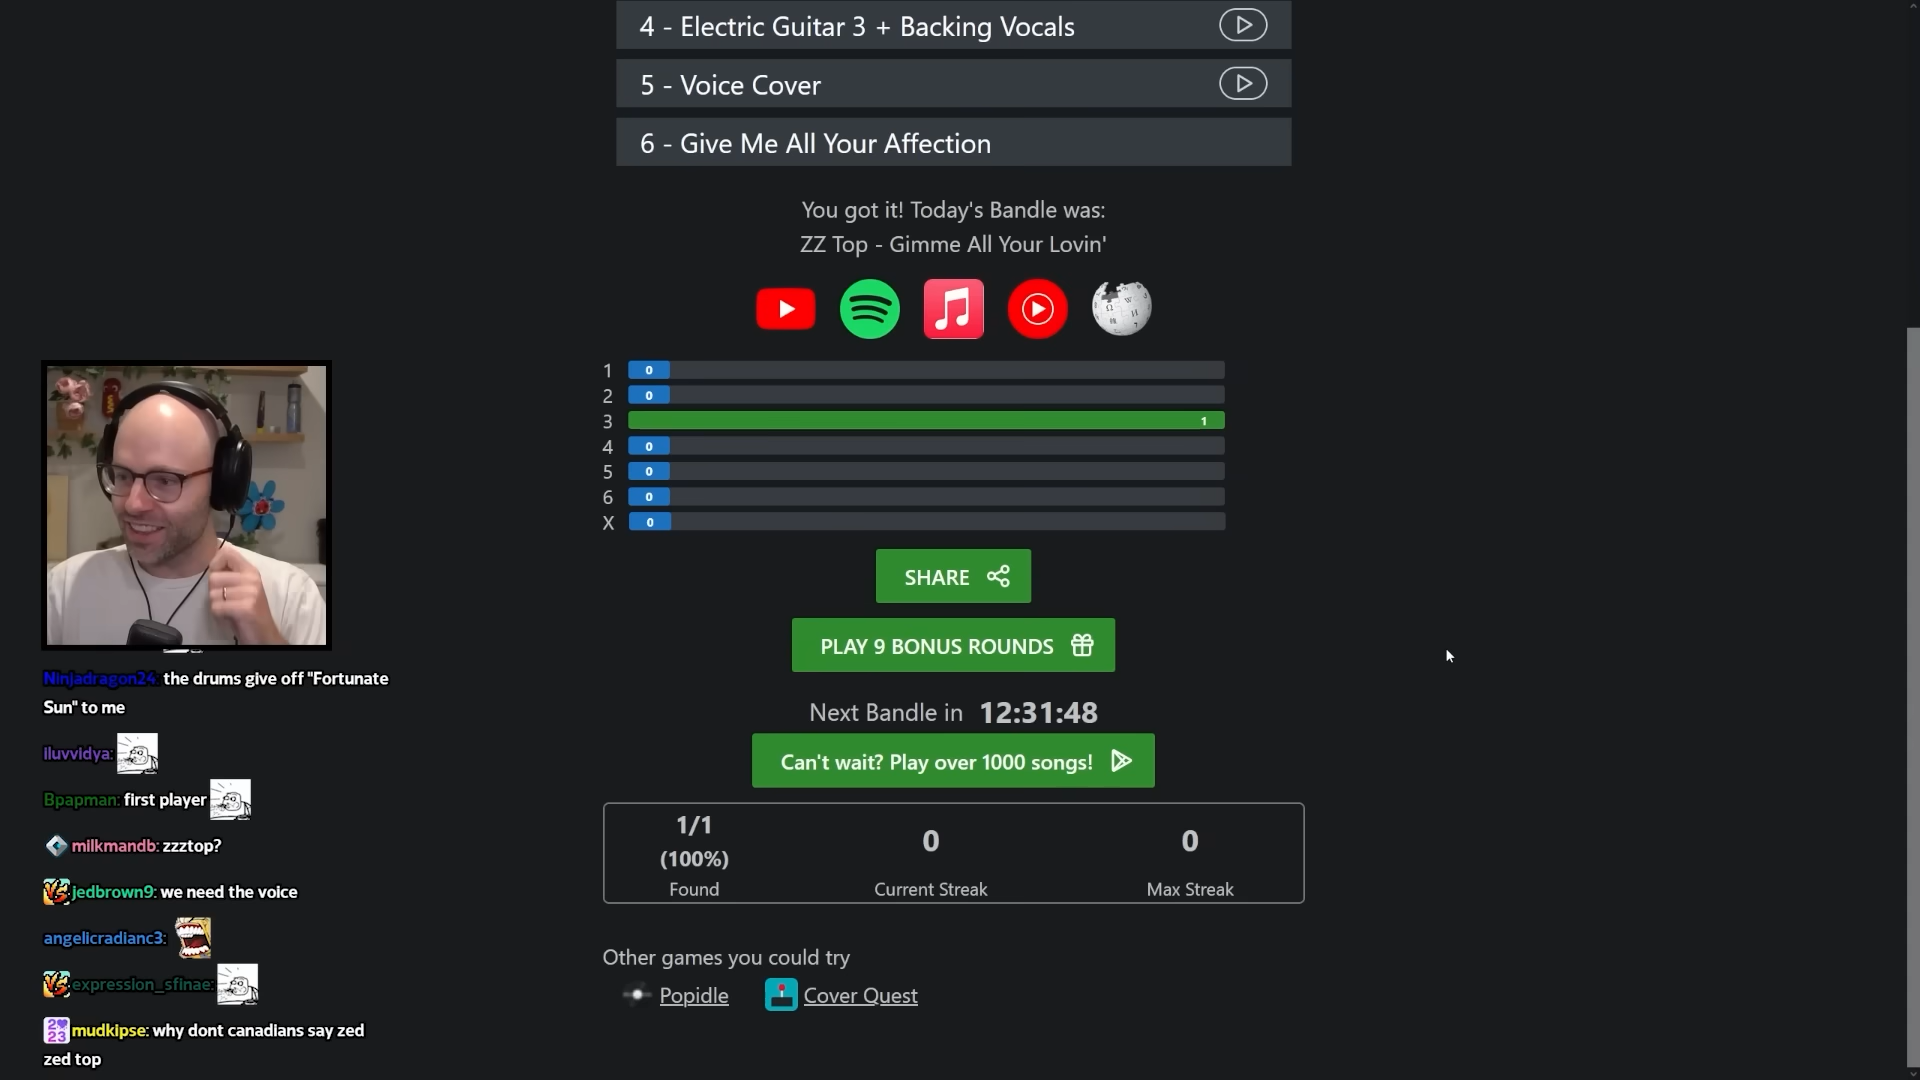 4 - Electric Guitar 3 + Backing Vocals
5 - Voice Cover
6 - Give Me All Your Affection
You got it! Today's Bandle was:
ZZ Top - Gimme All Your Lovin'
1 0
2 0
3 1
4 0
5 0
6 0
X 0
SHARE
PLAY 9 BONUS ROUNDS
Next Bandle in 12:31:48
Can't wait? Play over 1000 songs!
1/1
(100%)
Found
0
Current Streak
0
Max Streak
Other games you could try
Popidle
Cover Quest
Ninjadragon24: the drums give off "Fortunate
Sun" to me
iluvvidya:
Bpapman: first player
milkmandb: zzztop?
jedbrown9: we need the voice
angelicradianc3:
expression_sfinae:
mudkipse: why dont canadians say zed
zed top